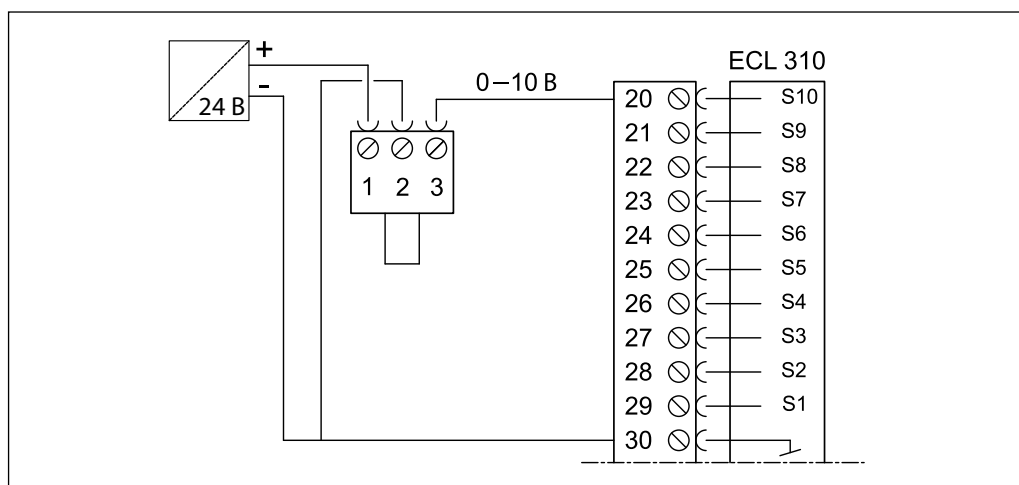 +
-
24 В
ECL 310
0–10 В
1 2 3
20 S10
21 S9
22 S8
23 S7
24 S6
25 S5
26 S4
27 S3
28 S2
29 S1
30